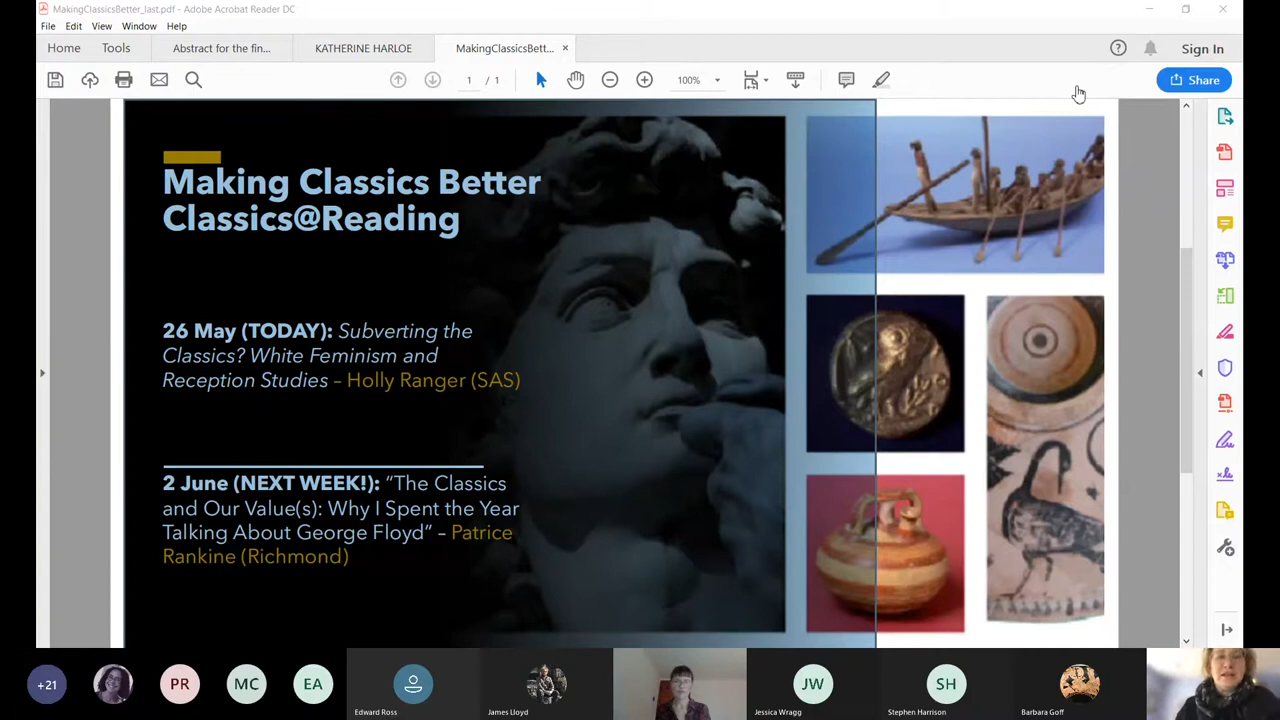 MakingClassicsBetter_last.pdf - Adobe Acrobat Reader DC
File Edit View Window Help
Home Tools Abstract for the fin... KATHERINE HARLOE MakingClassicsBett... × Sign In
1 / 1 100% Share
Making Classics Better
Classics@Reading
26 May (TODAY): Subverting the
Classics? White Feminism and
Reception Studies – Holly Ranger (SAS)
2 June (NEXT WEEK!): “The Classics
and Our Value(s): Why I Spent the Year
Talking About George Floyd” – Patrice
Rankine (Richmond)
+21 PR MC EA JW SH
Edward Ross James Lloyd Jessica Wragg Stephen Harrison Barbara Goff